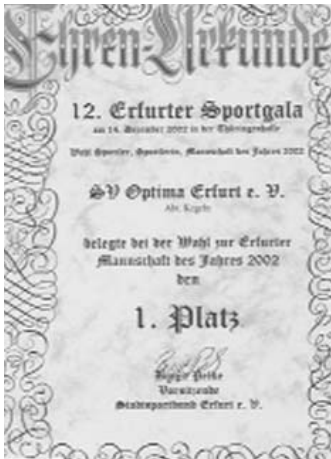 Ehren-Urkunde
12. Erfurter Sportgala
am 14. Dezember 2002 in der Thüringenhalle
Wahl Sportler, Sportlerin, Mannschaft des Jahres 2002
SV Optima Erfurt e. V.
Abt. Kegeln
belegte bei der Wahl zur Erfurter
Mannschaft des Jahres 2002
den
1. Platz
Birgit Pelke
Vorsitzende
Stadtsportbund Erfurt e. V.